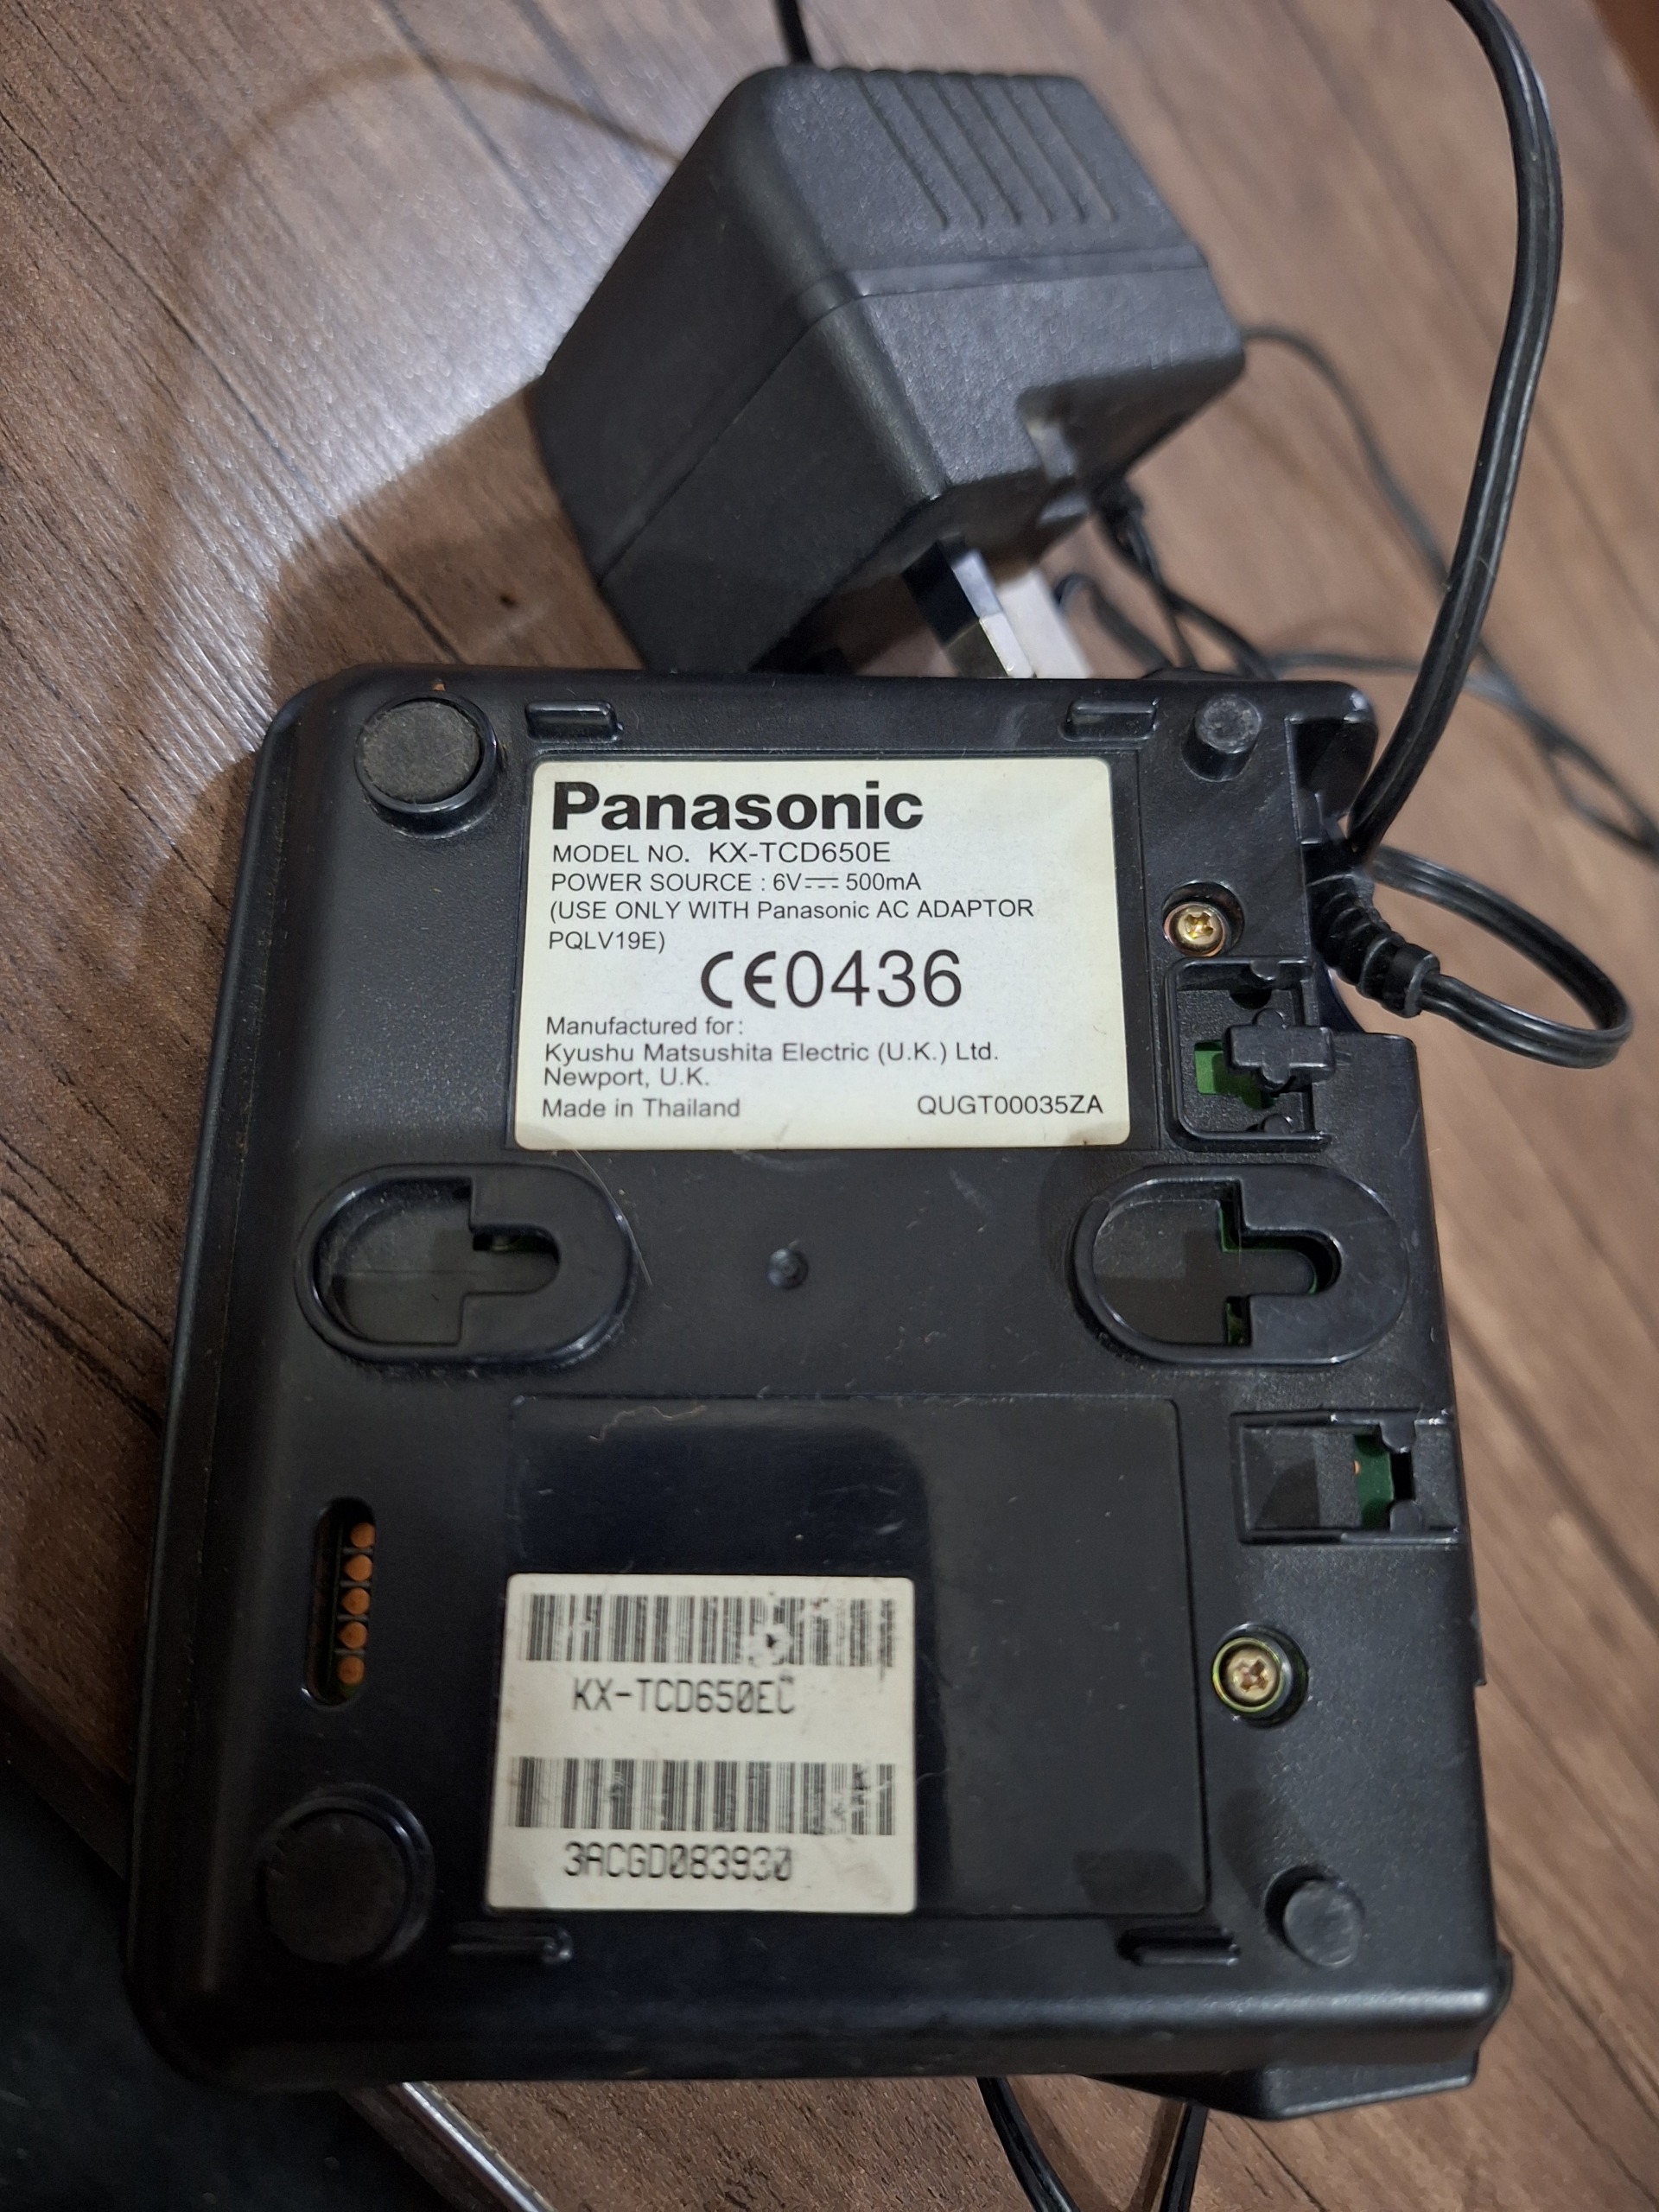 Panasonic
MODEL NO. KX-TCD650E
POWER SOURCE : 6V⎓500mA
(USE ONLY WITH Panasonic AC ADAPTOR
PQLV19E)
CE0436
Manufactured for:
Kyushu Matsushita Electric (U.K.) Ltd.
Newport, U.K.
Made in Thailand QUGT00035ZA
KX-TCD650EC
3ACGD083930